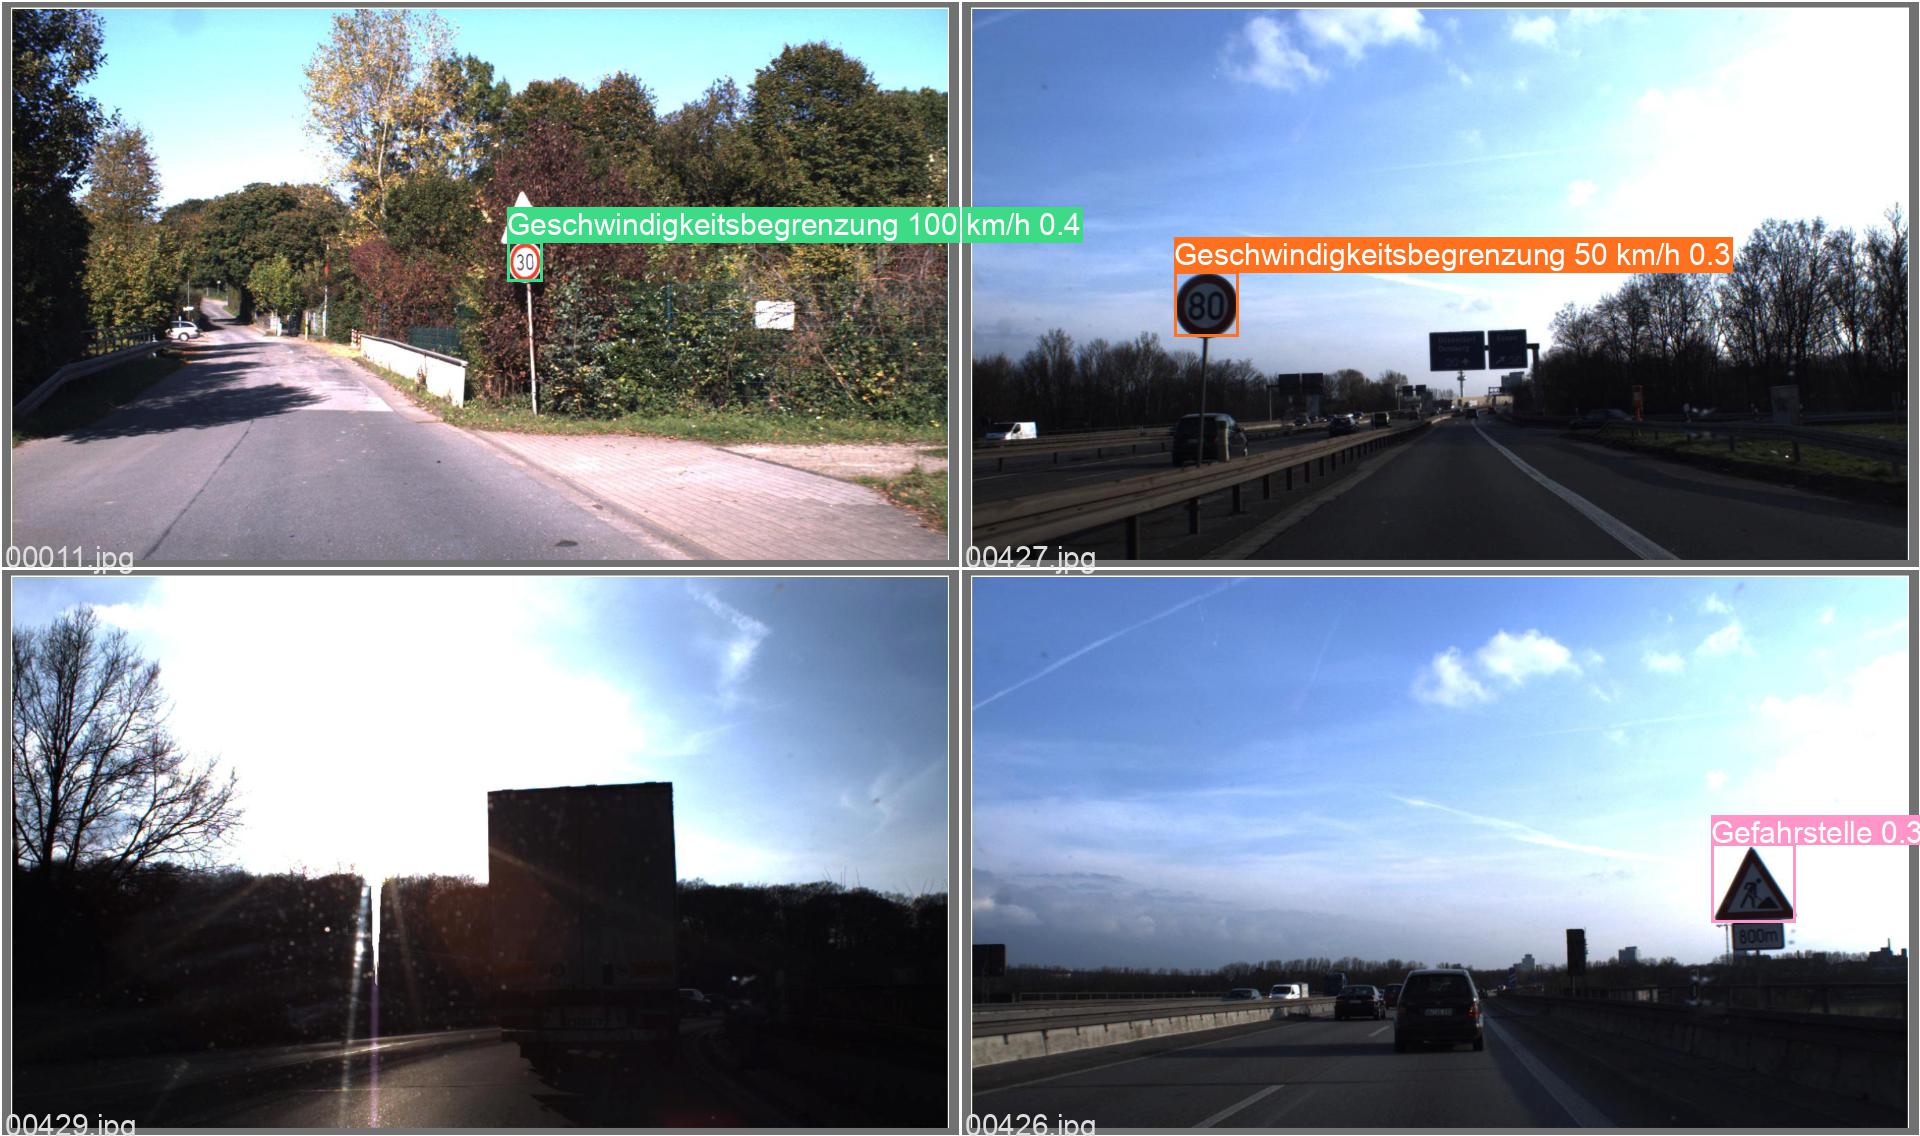 Geschwindigkeitsbegrenzung 100 km/h 0.4
30
00011.jpg
Geschwindigkeitsbegrenzung 50 km/h 0.3
80
00427.jpg
00429.jpg
Gefahrstelle 0.3
800m
00426.jpg